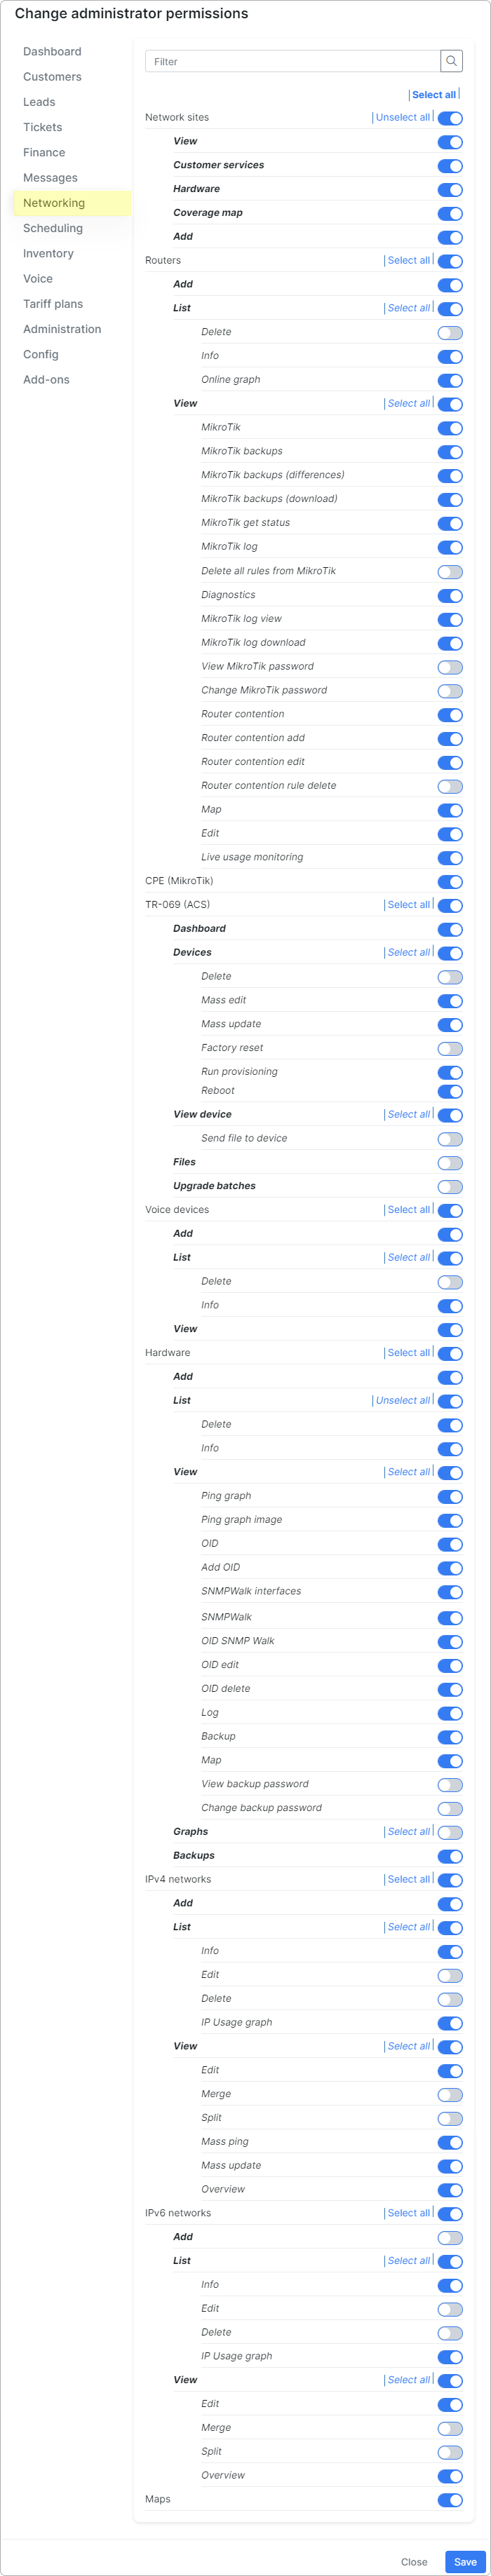 Change administrator permissions
Dashboard
Customers
Leads
Tickets
Finance
Messages
Networking
Scheduling
Inventory
Voice
Tariff plans
Administration
Config
Add-ons
Filter
Select all
Network sites Unselect all
View
Customer services
Hardware
Coverage map
Add
Routers Select all
Add
List Select all
Delete
Info
Online graph
View Select all
MikroTik
MikroTik backups
MikroTik backups (differences)
MikroTik backups (download)
MikroTik get status
MikroTik log
Delete all rules from MikroTik
Diagnostics
MikroTik log view
MikroTik log download
View MikroTik password
Change MikroTik password
Router contention
Router contention add
Router contention edit
Router contention rule delete
Map
Edit
Live usage monitoring
CPE (MikroTik)
TR-069 (ACS) Select all
Dashboard
Devices Select all
Delete
Mass edit
Mass update
Factory reset
Run provisioning
Reboot
View device Select all
Send file to device
Files
Upgrade batches
Voice devices Select all
Add
List Select all
Delete
Info
View
Hardware Select all
Add
List Unselect all
Delete
Info
View Select all
Ping graph
Ping graph image
OID
Add OID
SNMPWalk interfaces
SNMPWalk
OID SNMP Walk
OID edit
OID delete
Log
Backup
Map
View backup password
Change backup password
Graphs Select all
Backups
IPv4 networks Select all
Add
List Select all
Info
Edit
Delete
IP Usage graph
View Select all
Edit
Merge
Split
Mass ping
Mass update
Overview
IPv6 networks Select all
Add
List Select all
Info
Edit
Delete
IP Usage graph
View Select all
Edit
Merge
Split
Overview
Maps
Close Save